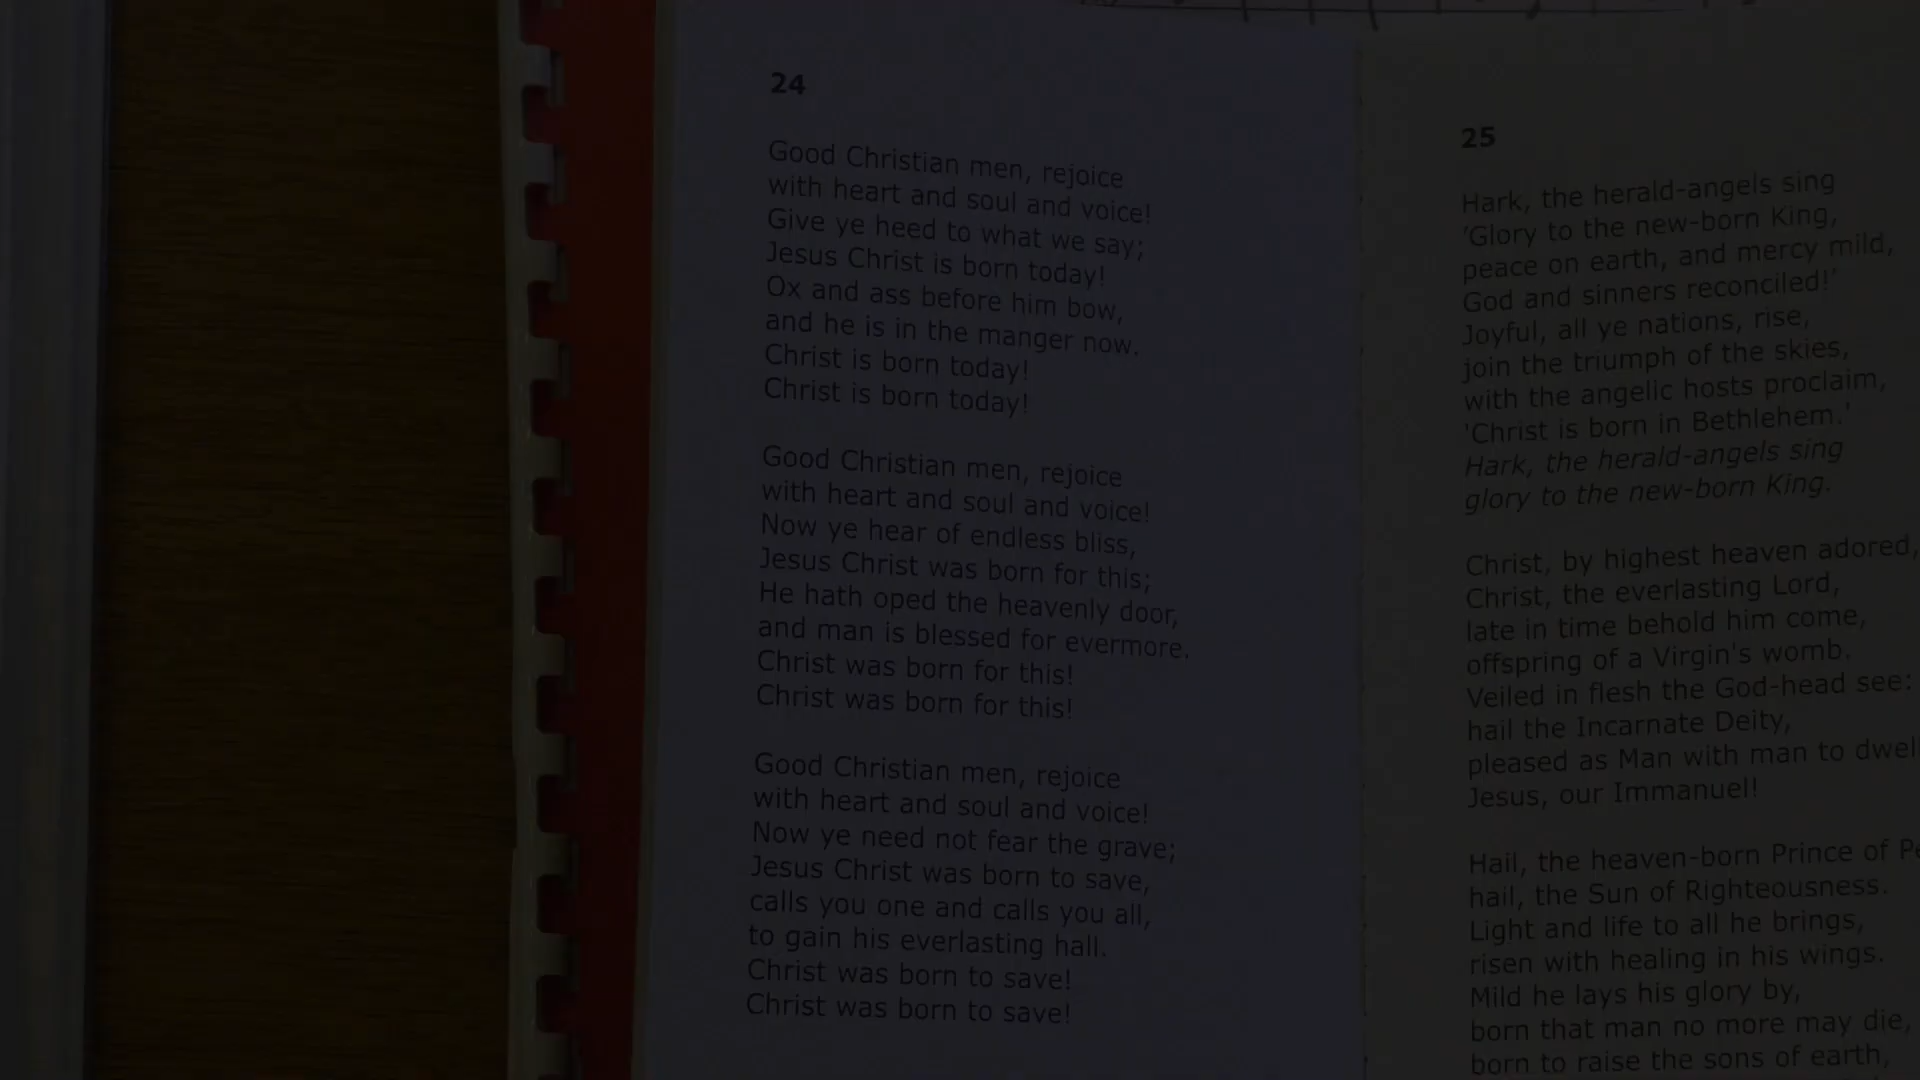 24
Good Christian men, rejoice
with heart and soul and voice!
Give ye heed to what we say;
Jesus Christ is born today!
Ox and ass before him bow,
and he is in the manger now.
Christ is born today!
Christ is born today!
Good Christian men, rejoice
with heart and soul and voice!
Now ye hear of endless bliss,
Jesus Christ was born for this;
He hath oped the heavenly door,
and man is blessed for evermore.
Christ was born for this!
Christ was born for this!
Good Christian men, rejoice
with heart and soul and voice!
Now ye need not fear the grave;
Jesus Christ was born to save,
calls you one and calls you all,
to gain his everlasting hall.
Christ was born to save!
Christ was born to save!
25
Hark, the herald-angels sing
'Glory to the new-born King,
peace on earth, and mercy mild,
God and sinners reconciled!'
Joyful, all ye nations, rise,
join the triumph of the skies,
with the angelic hosts proclaim,
'Christ is born in Bethlehem.'
Hark, the herald-angels sing
glory to the new-born King.
Christ, by highest heaven adored,
Christ, the everlasting Lord,
late in time behold him come,
offspring of a Virgin's womb.
Veiled in flesh the God-head see:
hail the Incarnate Deity,
pleased as Man with man to dwell
Jesus, our Immanuel!
Hail, the heaven-born Prince of
hail, the Sun of Righteousness.
Light and life to all he brings,
risen with healing in his wings.
Mild he lays his glory by,
born that man no more may die,
born to raise the sons of earth,